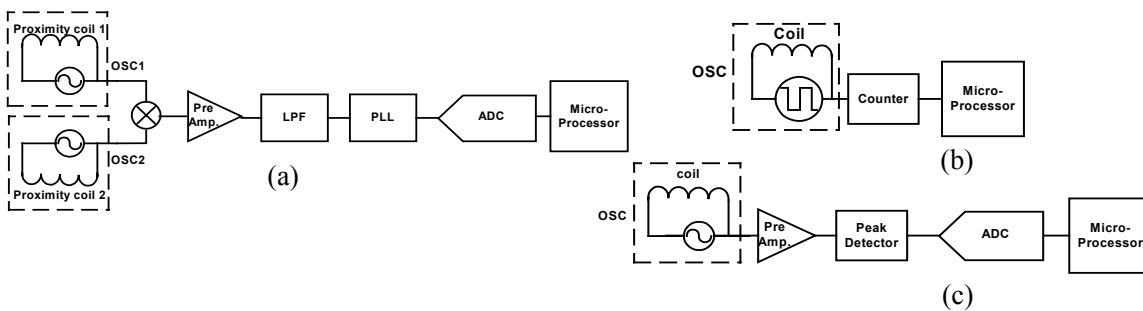 Proximity coil 1
OSC1
Pre
Amp.
LPF
PLL
ADC
Micro-
Processor
OSC2
Proximity coil 2
(a)
Coil
OSC
Counter
Micro-
Processor
(b)
coil
OSC
Pre
Amp.
Peak
Detector
ADC
Micro-
Processor
(c)